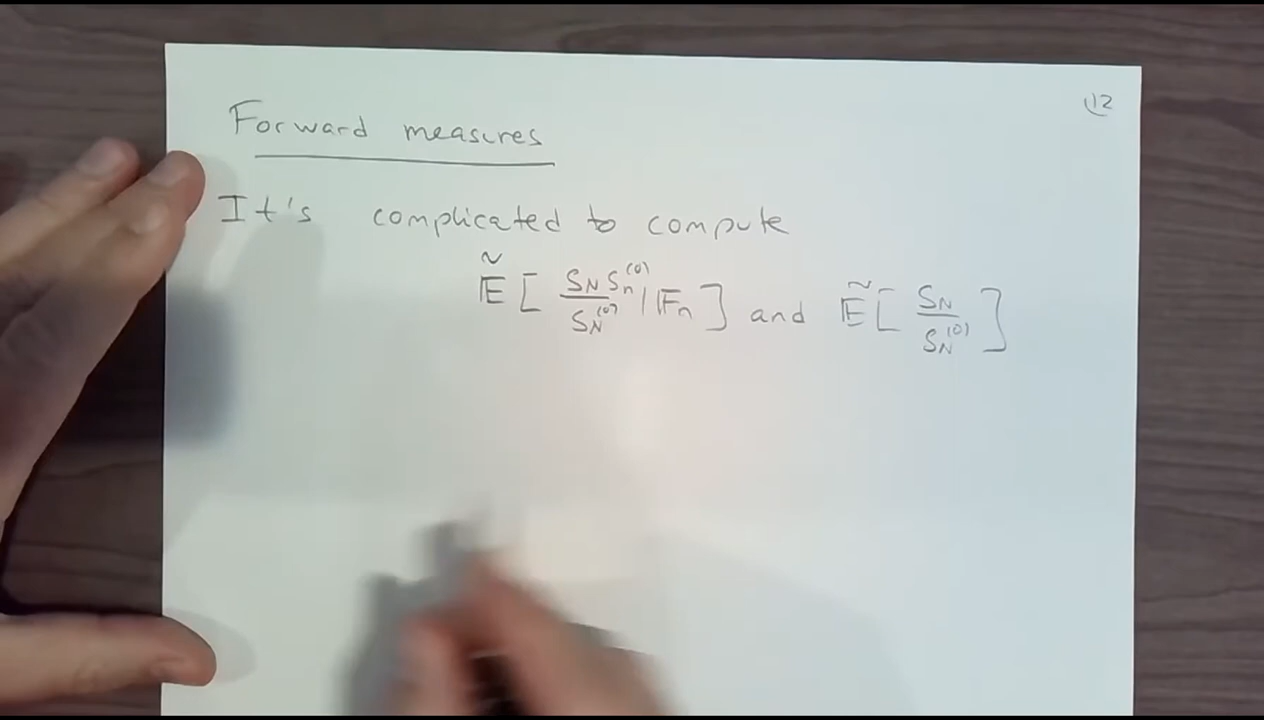 12
Forward measures
It's complicated to compute
Ẽ[ S_N S_n^(0) / S_N^(0) | F_n ] and Ẽ[ S_N / S_N^(0) ]